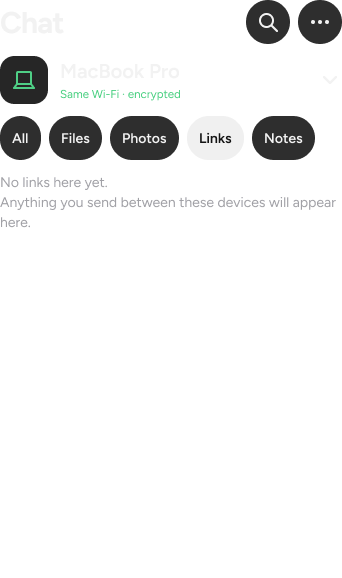 Chat
MacBook Pro
Same Wi-Fi · encrypted
All Files Photos Links Notes
No links here yet.
Anything you send between these devices will appear
here.